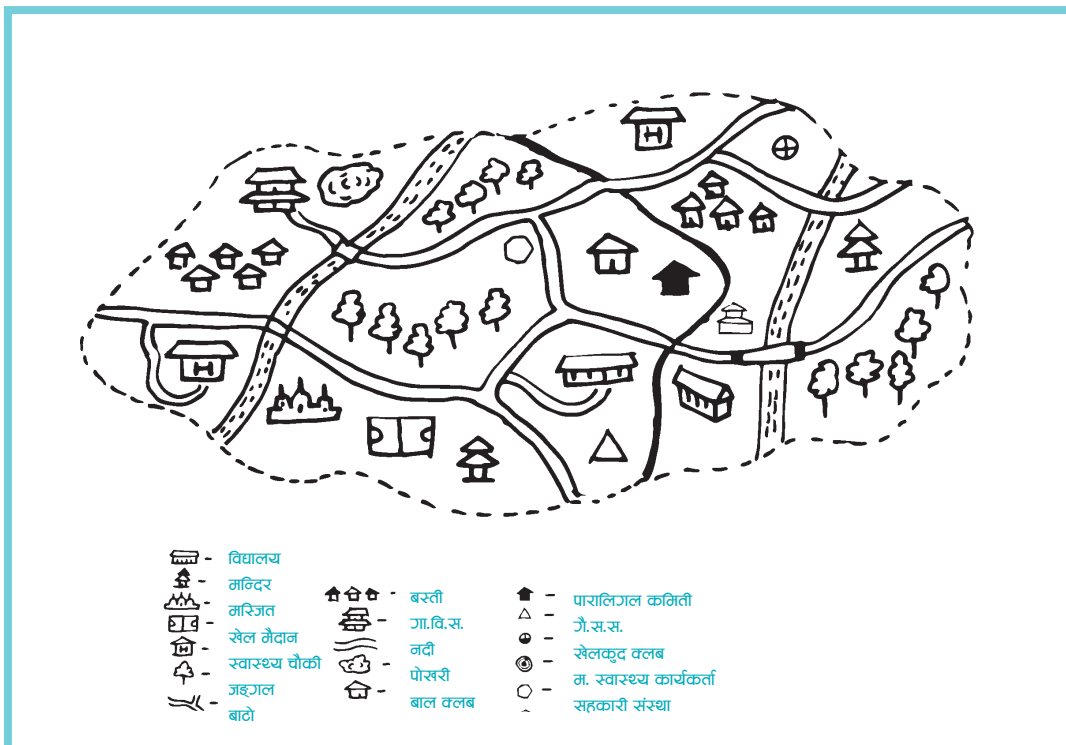 विद्यालय
मन्दिर
मस्जित
खेल मैदान
स्वास्थ्य चौकी
जङ्गल
बाटो
बस्ती
गा.वि.स.
नदी
पोखरी
बाल क्लब
पारालिगल कमिती
गै.स.स.
खेलकुद क्लब
म. स्वास्थ्य कार्यकर्ता
सहकारी संस्था